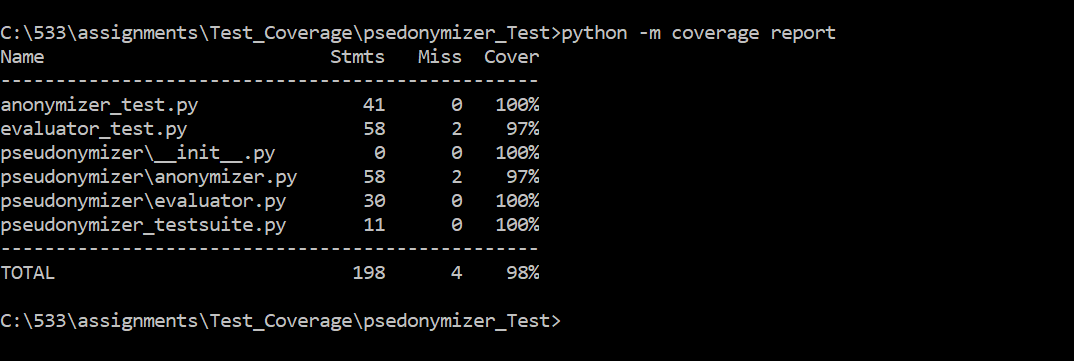 C:\533\assignments\Test_Coverage\psedonymizer_Test>python -m coverage report
Name                          Stmts   Miss  Cover
-------------------------------------------------
anonymizer_test.py               41      0   100%
evaluator_test.py                58      2    97%
pseudonymizer\__init__.py         0      0   100%
pseudonymizer\anonymizer.py      58      2    97%
pseudonymizer\evaluator.py       30      0   100%
pseudonymizer_testsuite.py       11      0   100%
-------------------------------------------------
TOTAL                           198      4    98%
C:\533\assignments\Test_Coverage\psedonymizer_Test>